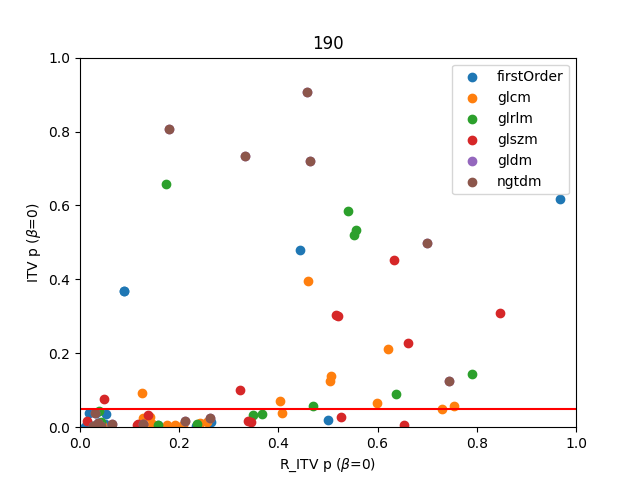 190
firstOrder
glcm
glrlm
glszm
gldm
ngtdm
1.0
0.8
0.6
0.4
0.2
0.0
ITV p (β=0)
0.0 0.2 0.4 0.6 0.8 1.0
R_ITV p (β=0)